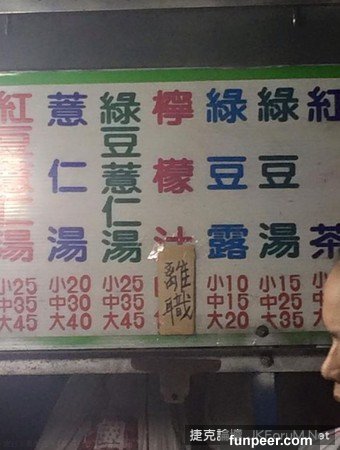 紅豆薏仁湯
小25
中35
大45
薏仁湯
小20
中30
大40
綠豆薏仁湯
小25
中35
大45
檸檬汁
離職
綠豆露
小10
中15
大20
綠豆湯
小15
中25
大35
紅茶
小
中
大
捷克論壇 JKForuM.Net
funpeer.com